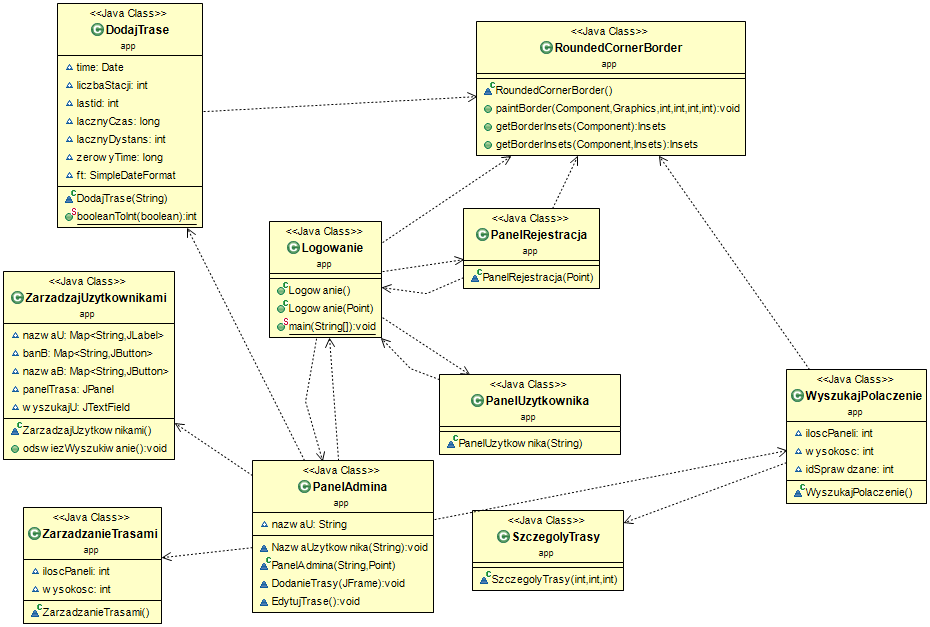 <<Java Class>>
DodajTrase
app
time: Date
liczbaStacji: int
lastid: int
lacznyCzas: long
lacznyDystans: int
zerowyTime: long
ft: SimpleDateFormat
DodajTrase(String)
booleanToInt(boolean):int
<<Java Class>>
RoundedCornerBorder
app
RoundedCornerBorder()
paintBorder(Component,Graphics,int,int,int,int):void
getBorderInsets(Component):Insets
getBorderInsets(Component,Insets):Insets
<<Java Class>>
Logowanie
app
Logowanie()
Logowanie(Point)
main(String[]):void
<<Java Class>>
PanelRejestracja
app
PanelRejestracja(Point)
<<Java Class>>
ZarzadzajUzytkownikami
app
nazwaU: Map<String,JLabel>
banB: Map<String,JButton>
nazwaB: Map<String,JButton>
panelTrasa: JPanel
wyszukajU: JTextField
ZarzadzajUzytkownikami()
odswiezWyszukiwanie():void
<<Java Class>>
PanelUzytkownika
app
PanelUzytkownika(String)
<<Java Class>>
WyszukajPolaczenie
app
iloscPaneli: int
wysokosc: int
idSprawdzane: int
WyszukajPolaczenie()
<<Java Class>>
PanelAdmina
app
nazwaU: String
NazwaUzytkownika(String):void
PanelAdmina(String,Point)
DodanieTrasy(JFrame):void
EdytujTrase():void
<<Java Class>>
ZarzadzanieTrasami
app
iloscPaneli: int
wysokosc: int
ZarzadzanieTrasami()
<<Java Class>>
SzczegolyTrasy
app
SzczegolyTrasy(int,int,int)